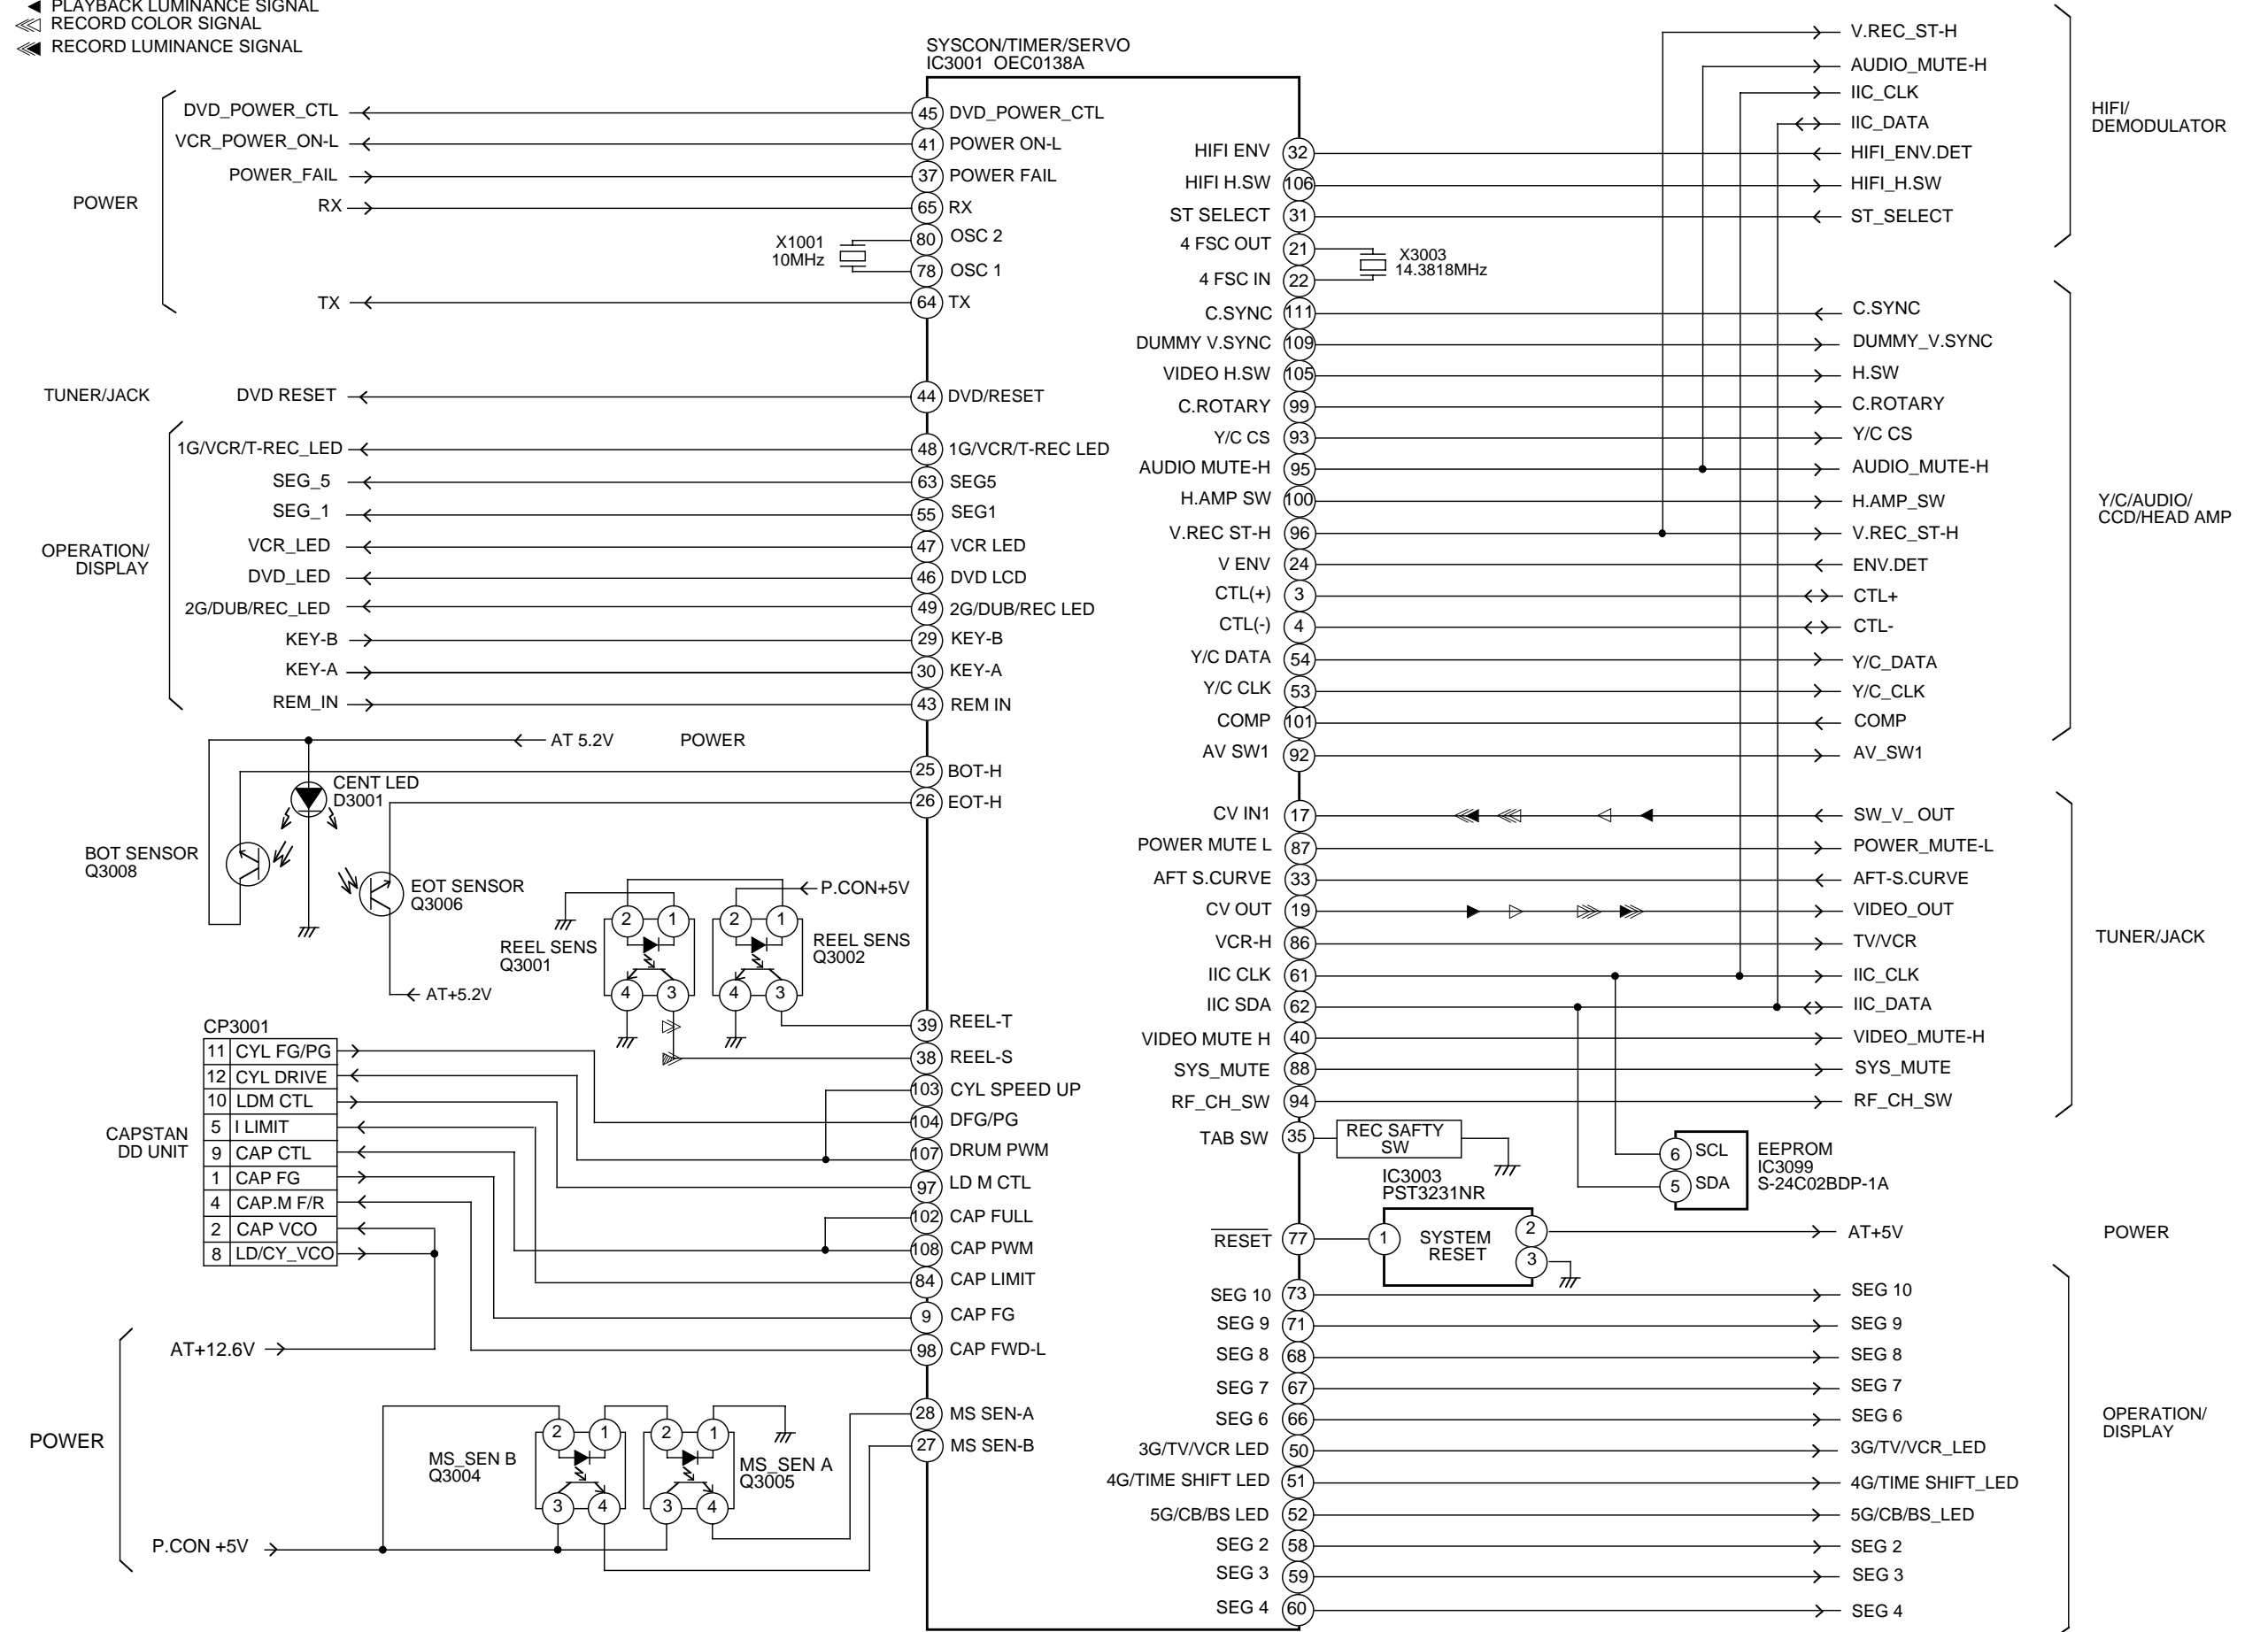 PLAYBACK LUMINANCE SIGNAL
RECORD COLOR SIGNAL
RECORD LUMINANCE SIGNAL
SYSCON/TIMER/SERVO
IC3001 OEC0138A
POWER
DVD_POWER_CTL
VCR_POWER_ON-L
POWER_FAIL
RX
TX
X1001
10MHz
45 DVD_POWER_CTL
41 POWER ON-L
37 POWER FAIL
65 RX
80 OSC 2
78 OSC 1
64 TX
TUNER/JACK
DVD RESET
44 DVD/RESET
OPERATION/
DISPLAY
1G/VCR/T-REC_LED
SEG_5
SEG_1
VCR_LED
DVD_LED
2G/DUB/REC_LED
KEY-B
KEY-A
REM_IN
48 1G/VCR/T-REC LED
63 SEG5
55 SEG1
47 VCR LED
46 DVD LCD
49 2G/DUB/REC LED
29 KEY-B
30 KEY-A
43 REM IN
AT 5.2V
POWER
25 BOT-H
26 EOT-H
CENT LED
D3001
BOT SENSOR
Q3008
EOT SENSOR
Q3006
AT+5.2V
P.CON+5V
REEL SENS
Q3001
2 1
4 3
REEL SENS
Q3002
2 1
4 3
39 REEL-T
38 REEL-S
103 CYL SPEED UP
104 DFG/PG
107 DRUM PWM
97 LD M CTL
102 CAP FULL
108 CAP PWM
84 CAP LIMIT
9 CAP FG
98 CAP FWD-L
28 MS SEN-A
27 MS SEN-B
CP3001
CAPSTAN
DD UNIT
11 CYL FG/PG
12 CYL DRIVE
10 LDM CTL
5 I LIMIT
9 CAP CTL
1 CAP FG
4 CAP.M F/R
2 CAP VCO
8 LD/CY_VCO
POWER
AT+12.6V
P.CON +5V
MS_SEN B
Q3004
2 1
3 4
MS_SEN A
Q3005
2 1
3 4
HIFI ENV 32
HIFI H.SW 106
ST SELECT 31
4 FSC OUT 21
4 FSC IN 22
C.SYNC 111
DUMMY V.SYNC 109
VIDEO H.SW 105
C.ROTARY 99
Y/C CS 93
AUDIO MUTE-H 95
H.AMP SW 100
V.REC ST-H 96
V ENV 24
CTL(+) 3
CTL(-) 4
Y/C DATA 54
Y/C CLK 53
COMP 101
AV SW1 92
CV IN1 17
POWER MUTE L 87
AFT S.CURVE 33
CV OUT 19
VCR-H 86
IIC CLK 61
IIC SDA 62
VIDEO MUTE H 40
SYS_MUTE 88
RF_CH_SW 94
TAB SW 35
RESET 77
SEG 10 73
SEG 9 71
SEG 8 68
SEG 7 67
SEG 6 66
3G/TV/VCR LED 50
4G/TIME SHIFT LED 51
5G/CB/BS LED 52
SEG 2 58
SEG 3 59
SEG 4 60
X3003
14.3818MHz
REC SAFTY
SW
IC3003
PST3231NR
1 SYSTEM
RESET
2
3
6 SCL
5 SDA
EEPROM
IC3099
S-24C02BDP-1A
V.REC_ST-H
AUDIO_MUTE-H
IIC_CLK
IIC_DATA
HIFI_ENV.DET
HIFI_H.SW
ST_SELECT
HIFI/
DEMODULATOR
C.SYNC
DUMMY_V.SYNC
H.SW
C.ROTARY
Y/C CS
AUDIO_MUTE-H
H.AMP_SW
V.REC_ST-H
ENV.DET
CTL+
CTL-
Y/C_DATA
Y/C_CLK
COMP
AV_SW1
Y/C/AUDIO/
CCD/HEAD AMP
SW_V_ OUT
POWER_MUTE-L
AFT-S.CURVE
VIDEO_OUT
TV/VCR
IIC_CLK
IIC_DATA
VIDEO_MUTE-H
SYS_MUTE
RF_CH_SW
TUNER/JACK
AT+5V
POWER
SEG 10
SEG 9
SEG 8
SEG 7
SEG 6
3G/TV/VCR_LED
4G/TIME SHIFT_LED
5G/CB/BS_LED
SEG 2
SEG 3
SEG 4
OPERATION/
DISPLAY